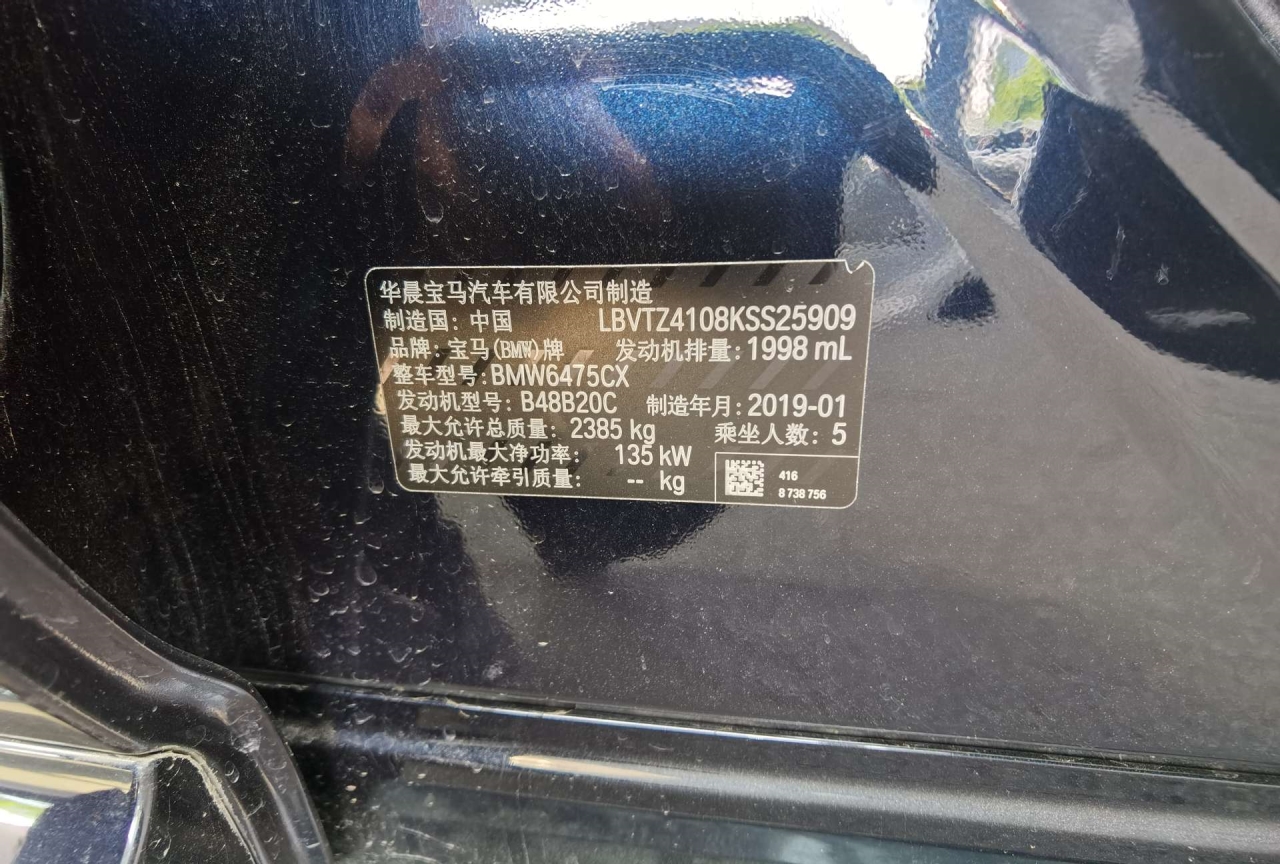 华晨宝马汽车有限公司制造
制造国：中国 LBVTZ4108KSS25909
品牌：宝马(BMW)牌 发动机排量：1998 mL
整车型号：BMW6475CX
发动机型号：B48B20C 制造年月：2019-01
最大允许总质量：2385 kg 乘坐人数：5
发动机最大净功率： 135 kW
最大允许牵引质量： -- kg
416
8 738 756